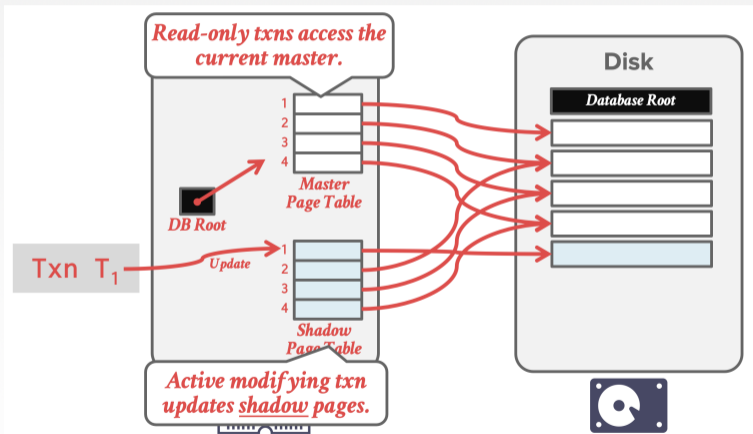 Read-only txns access the
current master.
Disk
Database Root
1
2
3
4
Master
Page Table
DB Root
Txn T₁
Update
1
2
3
4
Shadow
Page Table
Active modifying txn
updates shadow pages.